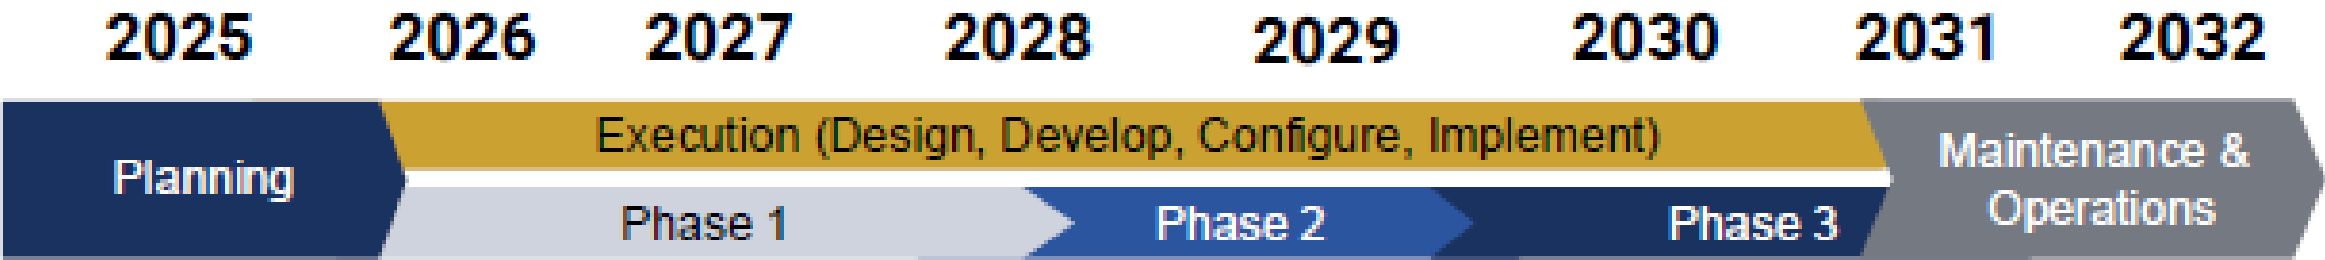 2025 2026 2027 2028 2029 2030 2031 2032
Execution (Design, Develop, Configure, Implement)
Planning
Phase 1
Phase 2
Phase 3
Maintenance &
Operations